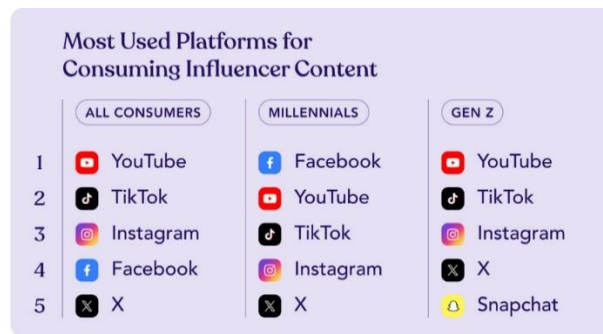 Most Used Platforms for
Consuming Influencer Content
ALL CONSUMERS MILLENNIALS GEN Z
1 YouTube Facebook YouTube
2 TikTok YouTube TikTok
3 Instagram TikTok Instagram
4 Facebook Instagram X
5 X X Snapchat